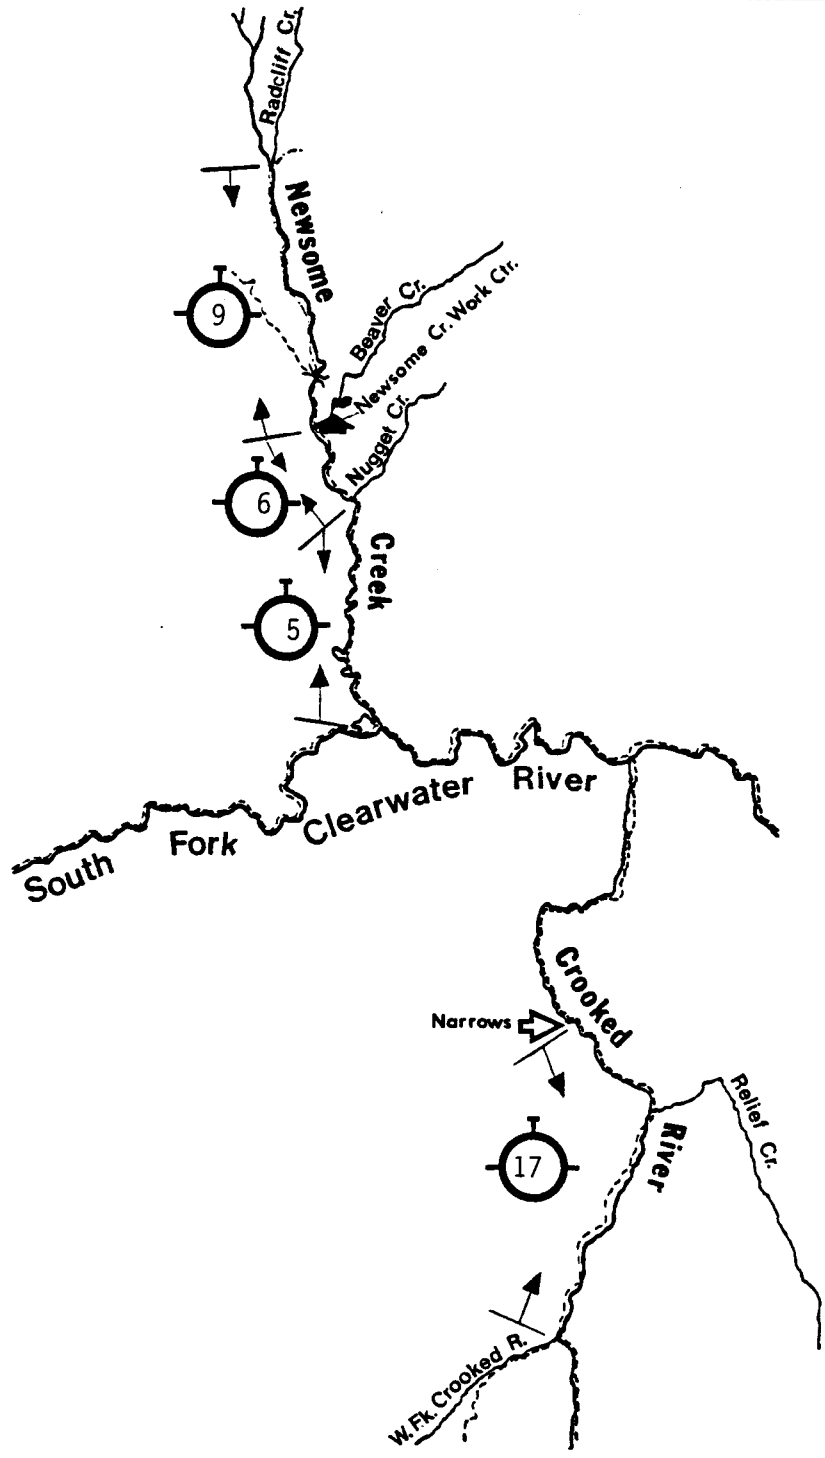 Radcliff Cr.
Newsome
9
Beaver Cr.
Newsome Cr. Work Ctr.
Nugget Cr.
6
Creek
5
South Fork Clearwater River
Crooked
Narrows
Relief Cr.
River
17
W. Fk. Crooked R.